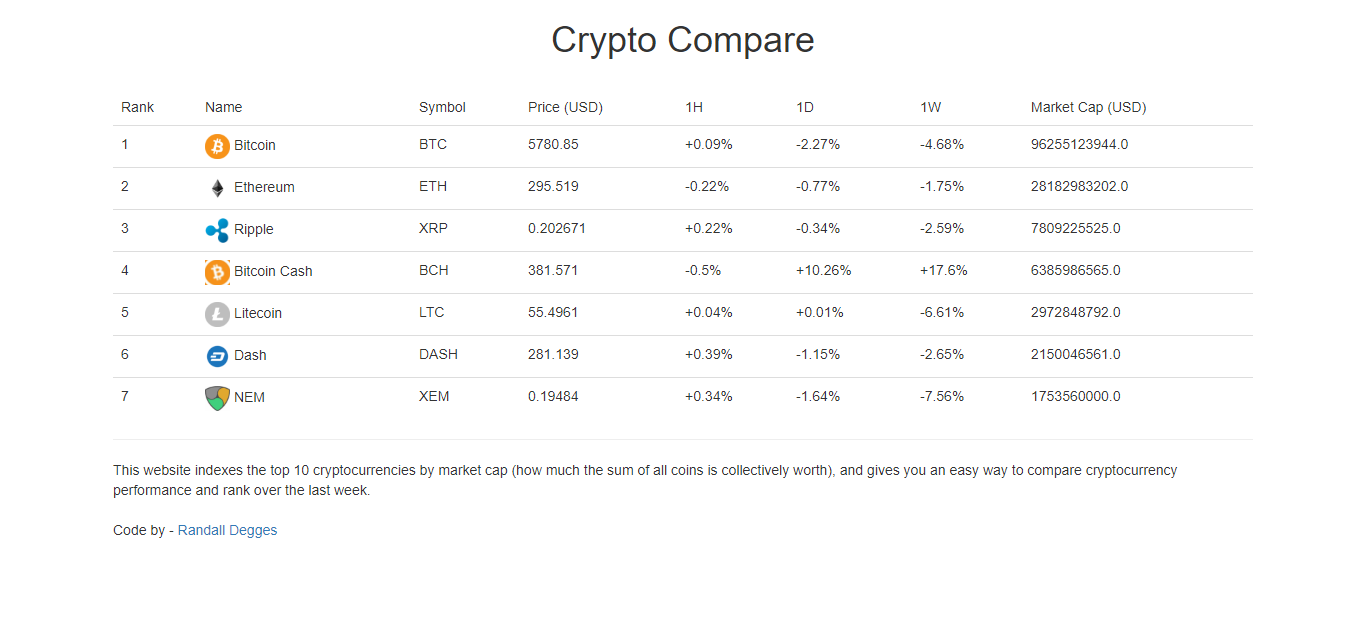 Crypto Compare
Rank Name Symbol Price (USD) 1H 1D 1W Market Cap (USD)
1 Bitcoin BTC 5780.85 +0.09% -2.27% -4.68% 96255123944.0
2 Ethereum ETH 295.519 -0.22% -0.77% -1.75% 28182983202.0
3 Ripple XRP 0.202671 +0.22% -0.34% -2.59% 7809225525.0
4 Bitcoin Cash BCH 381.571 -0.5% +10.26% +17.6% 6385986565.0
5 Litecoin LTC 55.4961 +0.04% +0.01% -6.61% 2972848792.0
6 Dash DASH 281.139 +0.39% -1.15% -2.65% 2150046561.0
7 NEM XEM 0.19484 +0.34% -1.64% -7.56% 1753560000.0
This website indexes the top 10 cryptocurrencies by market cap (how much the sum of all coins is collectively worth), and gives you an easy way to compare cryptocurrency
performance and rank over the last week.
Code by - Randall Degges